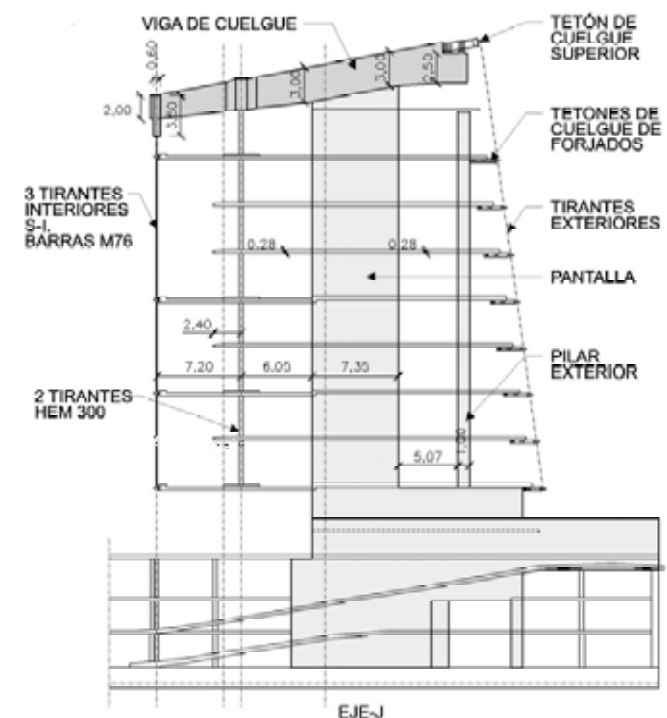 VIGA DE CUELGUE
TETÓN DE
CUELGUE
SUPERIOR
0,60
2,00
3,00
3,00
2,50
TETONES DE
CUELGUE DE
FORJADOS
3 TIRANTES
INTERIORES
S-I.
BARRAS M76
TIRANTES
EXTERIORES
0,28
0,28
PANTALLA
2,40
7,20
6,00
7,30
PILAR
EXTERIOR
2 TIRANTES
HEM 300
5,07
1,00
EJE-J